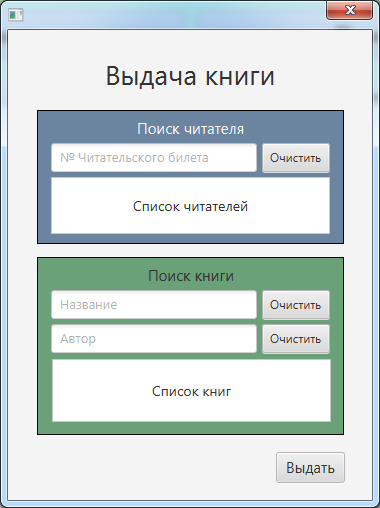 Выдача книги
Поиск читателя
№ Читательского билета
Очистить
Список читателей
Поиск книги
Название
Очистить
Автор
Очистить
Список книг
Выдать